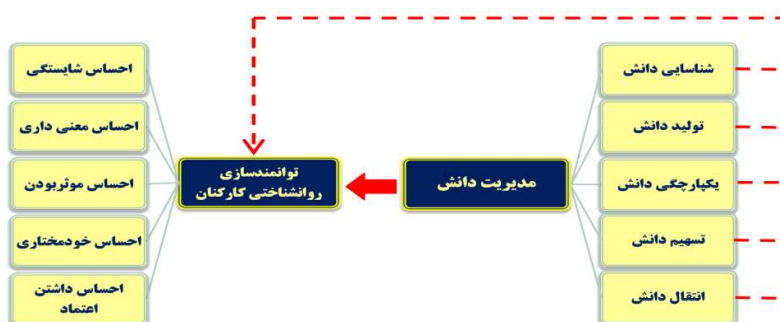 شناسایی دانش
تولید دانش
یکپارچگی دانش
تسهیم دانش
انتقال دانش
مدیریت دانش
توانمندسازی
روانشناختی کارکنان
احساس شایستگی
احساس معنی داری
احساس موثربودن
احساس خودمختاری
احساس داشتن
اعتماد